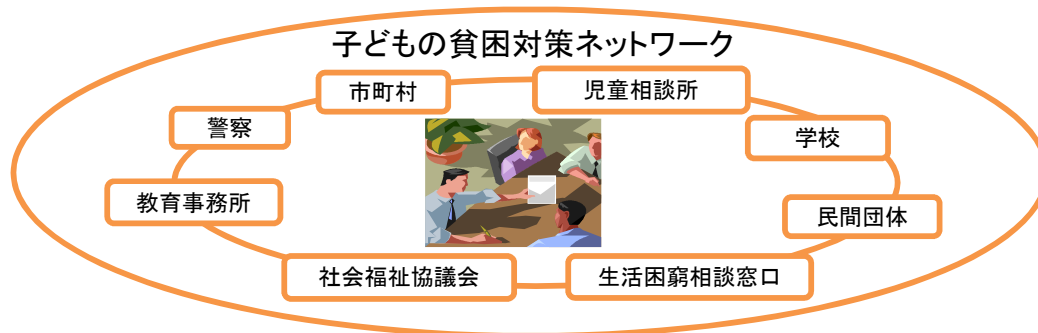 子どもの貧困対策ネットワーク
市町村
児童相談所
警察
学校
教育事務所
民間団体
社会福祉協議会
生活困窮相談窓口